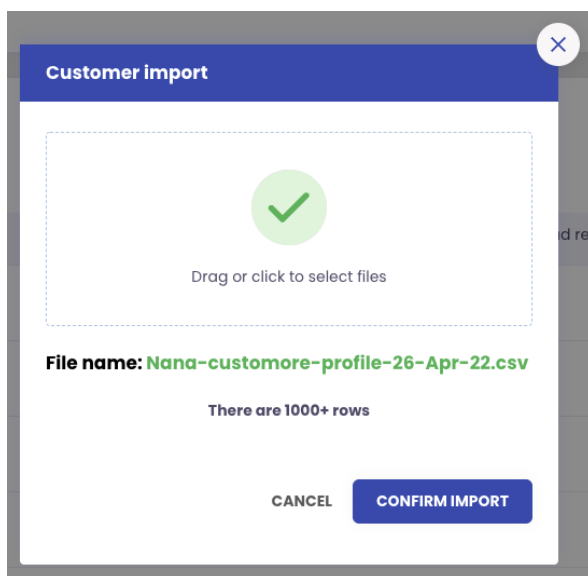 Customer import
Drag or click to select files
File name: Nana-customore-profile-26-Apr-22.csv
There are 1000+ rows
CANCEL CONFIRM IMPORT